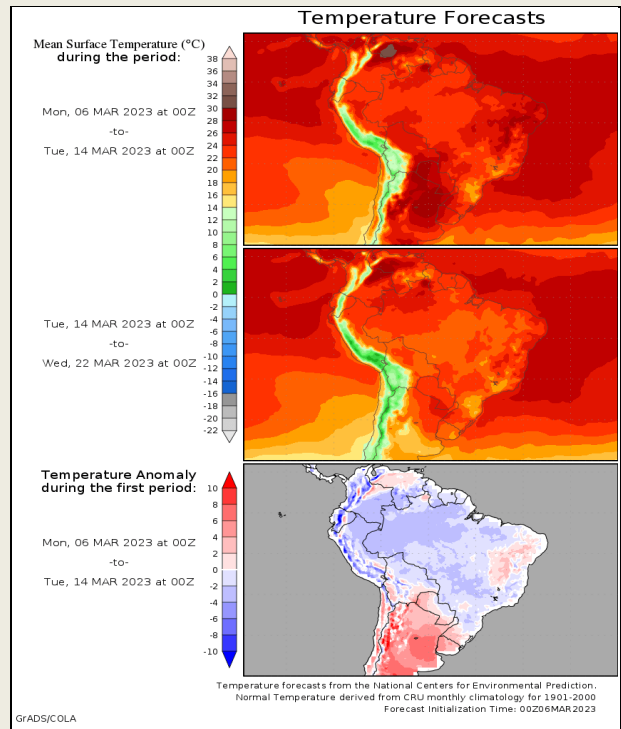 Temperature Forecasts
Mean Surface Temperature (°C)
during the period:
Mon, 06 MAR 2023 at 00Z
-to-
Tue, 14 MAR 2023 at 00Z
38
36
34
32
30
28
26
24
22
20
18
16
14
12
10
8
6
4
2
0
-2
-4
-6
-8
-10
-12
-14
-16
-18
-20
-22
Tue, 14 MAR 2023 at 00Z
-to-
Wed, 22 MAR 2023 at 00Z
Temperature Anomaly
during the first period:
Mon, 06 MAR 2023 at 00Z
-to-
Tue, 14 MAR 2023 at 00Z
10
8
6
4
2
0
-2
-4
-6
-8
-10
Temperature forecasts from the National Centers for Environmental Prediction.
Normal Temperature derived from CRU monthly climatology for 1901-2000
Forecast Initialization Time: 00Z06MAR2023
GrADS/COLA